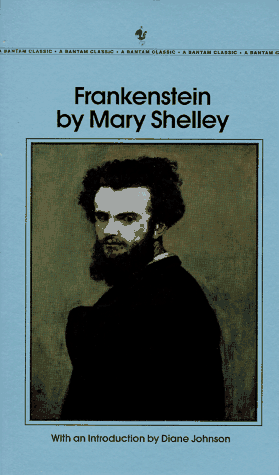 A BANTAM CLASSIC • A BANTAM CLASSIC • A BANTAM CLASSIC • A BANTAM CLASSIC • A BANTAM CLASSIC
Frankenstein
by Mary Shelley
With an Introduction by Diane Johnson